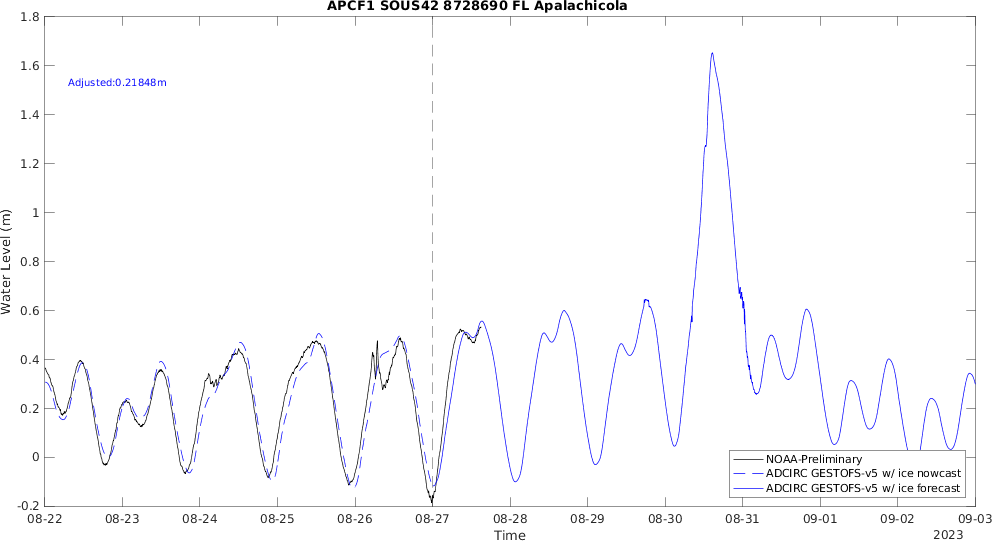 APCF1 SOUS42 8728690 FL Apalachicola
Adjusted:0.21848m
Water Level (m)
1.8
1.6
1.4
1.2
1
0.8
0.6
0.4
0.2
0
-0.2
NOAA-Preliminary
ADCIRC GESTOFS-v5 w/ ice nowcast
ADCIRC GESTOFS-v5 w/ ice forecast
08-22 08-23 08-24 08-25 08-26 08-27 08-28 08-29 08-30 08-31 09-01 09-02 09-03
Time
2023